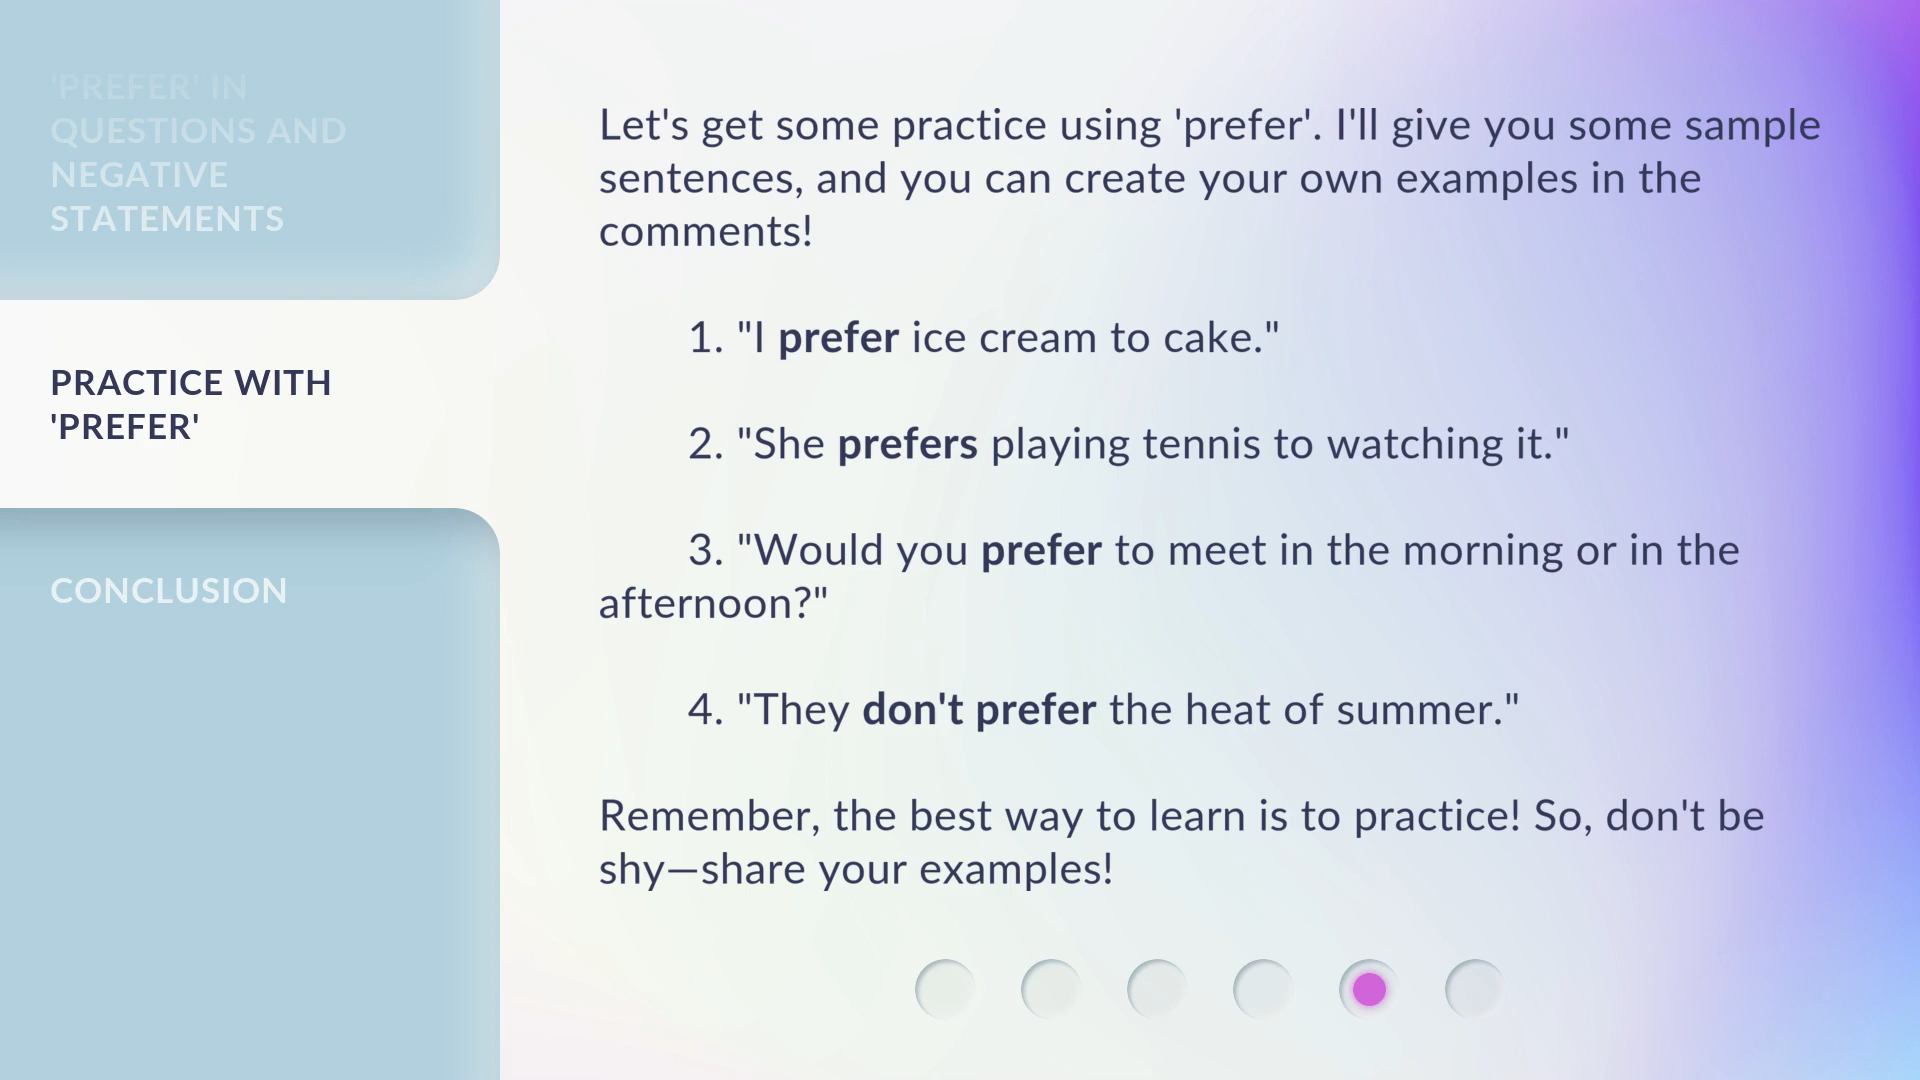 'PREFER' IN
QUESTIONS AND
NEGATIVE
STATEMENTS
PRACTICE WITH
'PREFER'
CONCLUSION
Let's get some practice using 'prefer'. I'll give you some sample
sentences, and you can create your own examples in the
comments!
1. "I prefer ice cream to cake."
2. "She prefers playing tennis to watching it."
3. "Would you prefer to meet in the morning or in the
afternoon?"
4. "They don't prefer the heat of summer."
Remember, the best way to learn is to practice! So, don't be
shy—share your examples!